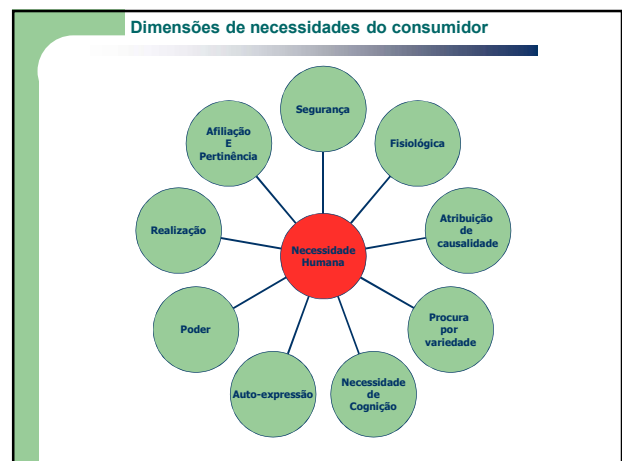 Dimensões de necessidades do consumidor
Segurança
Fisiológica
Atribuição
de
causalidade
Procura
por
variedade
Necessidade
de
Cognição
Auto-expressão
Poder
Realização
Afiliação
E
Pertinência
Necessidade
Humana